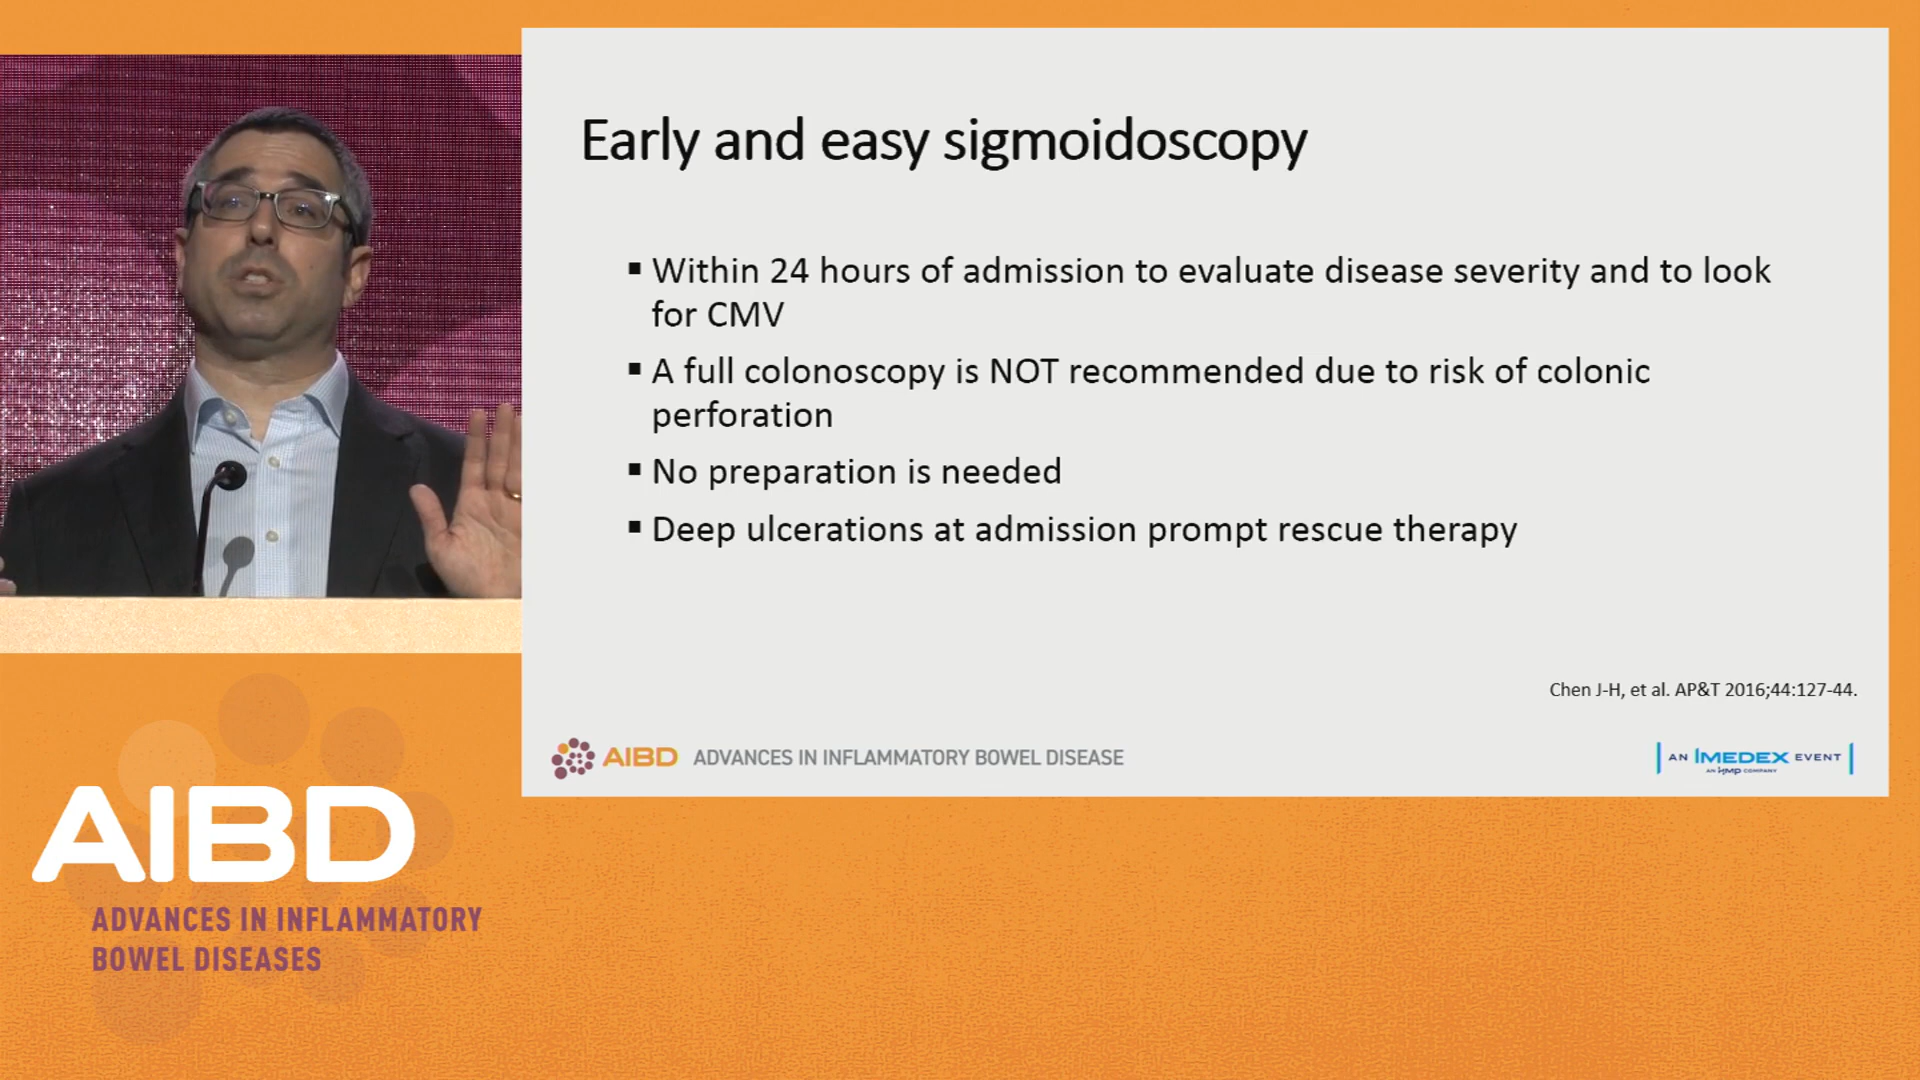 Early and easy sigmoidoscopy
▪ Within 24 hours of admission to evaluate disease severity and to look
for CMV
▪ A full colonoscopy is NOT recommended due to risk of colonic
perforation
▪ No preparation is needed
▪ Deep ulcerations at admission prompt rescue therapy
Chen J-H, et al. AP&T 2016;44:127-44.
AIBD ADVANCES IN INFLAMMATORY BOWEL DISEASE
AN IMEDEX EVENT
AN HMP COMPANY
AIBD
ADVANCES IN INFLAMMATORY
BOWEL DISEASES